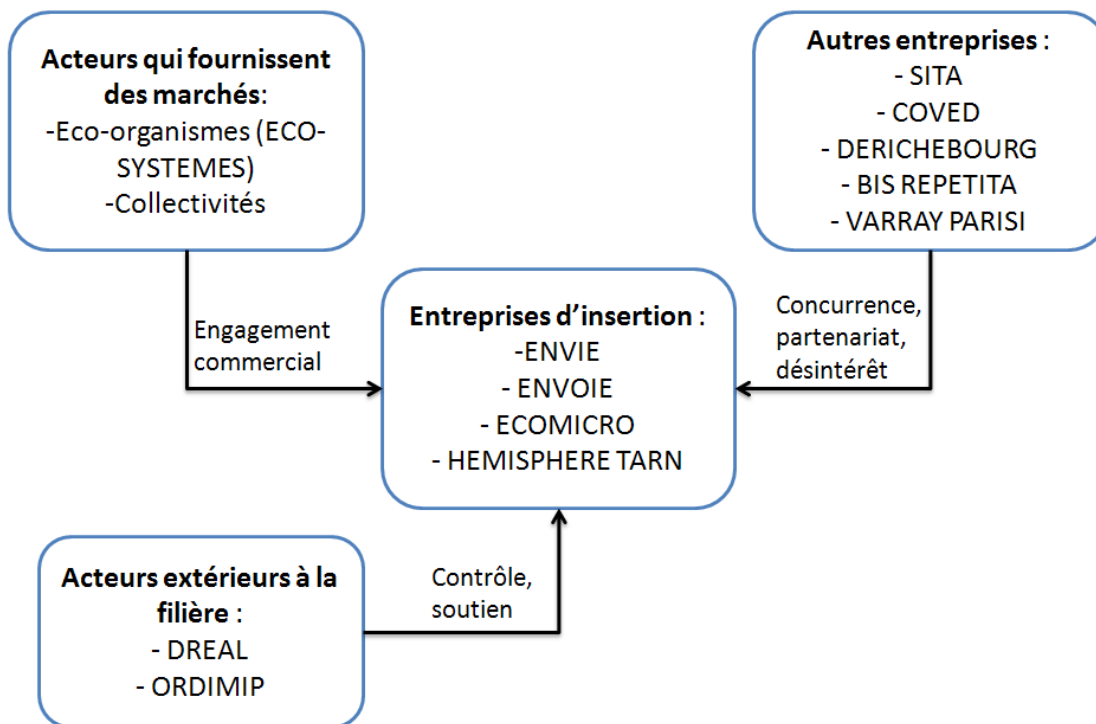 Acteurs qui fournissent
des marchés:
-Eco-organismes (ECO-
SYSTEMES)
-Collectivités
Autres entreprises :
- SITA
- COVED
- DERICHEBOURG
- BIS REPETITA
- VARRAY PARISI
Engagement
commercial
Entreprises d’insertion :
-ENVIE
- ENVOIE
- ECOMICRO
- HEMISPHERE TARN
Concurrence,
partenariat,
désintérêt
Acteurs extérieurs à la
filière :
- DREAL
- ORDIMIP
Contrôle,
soutien